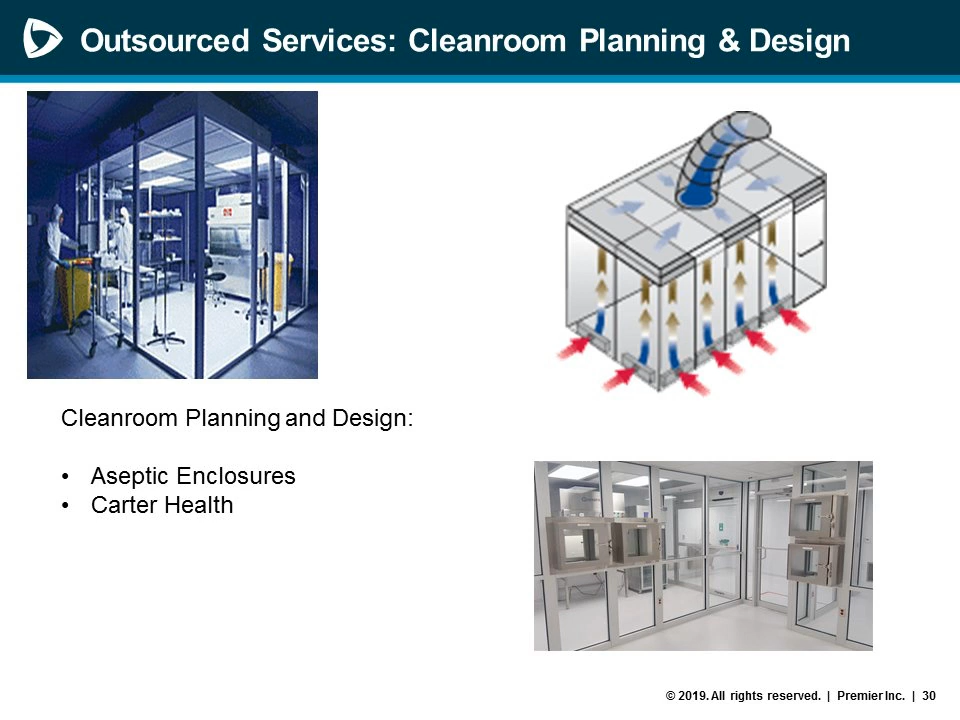 Outsourced Services: Cleanroom Planning & Design
Cleanroom Planning and Design:
• Aseptic Enclosures
• Carter Health
© 2019. All rights reserved. | Premier Inc. | 30